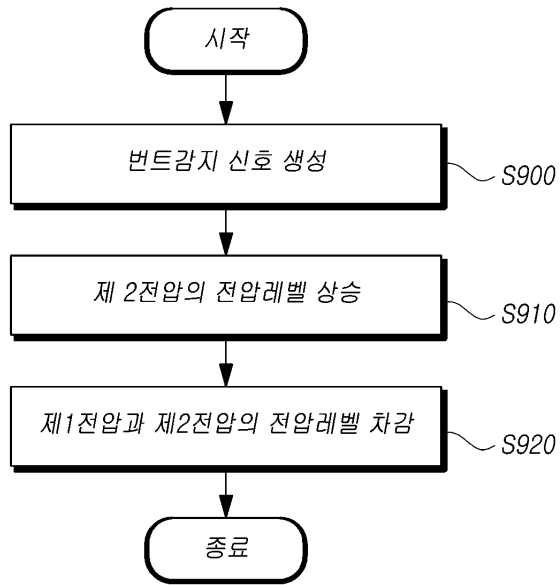 시작
번트감지 신호 생성
S900
제 2전압의 전압레벨 상승
S910
제1전압과 제2전압의 전압레벨 차감
S920
종료